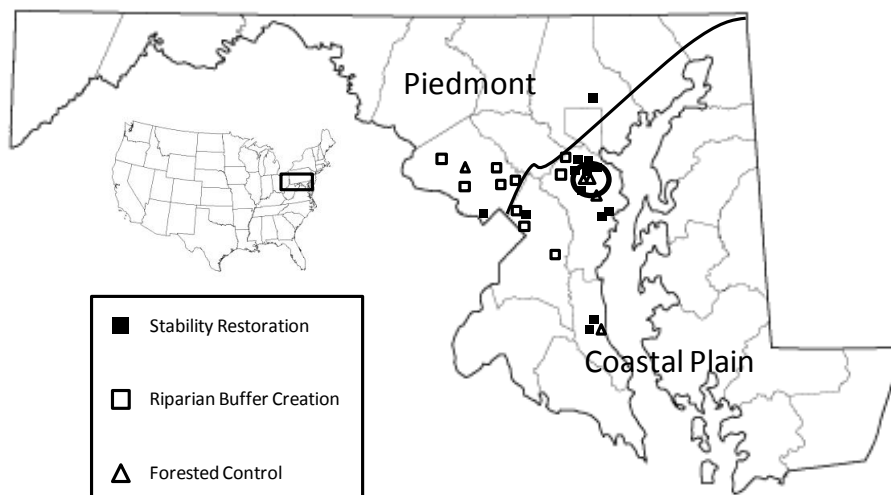 Piedmont
Coastal Plain
Stability Restoration
Riparian Buffer Creation
Forested Control